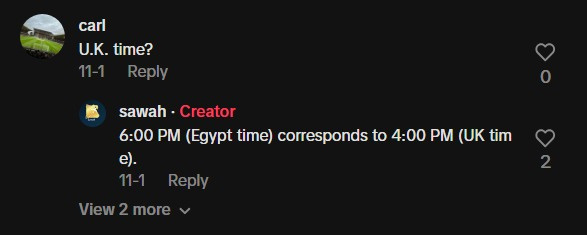 carl
U.K. time?
11-1 Reply
0
sawah · Creator
6:00 PM (Egypt time) corresponds to 4:00 PM (UK tim
e).
11-1 Reply
2
View 2 more